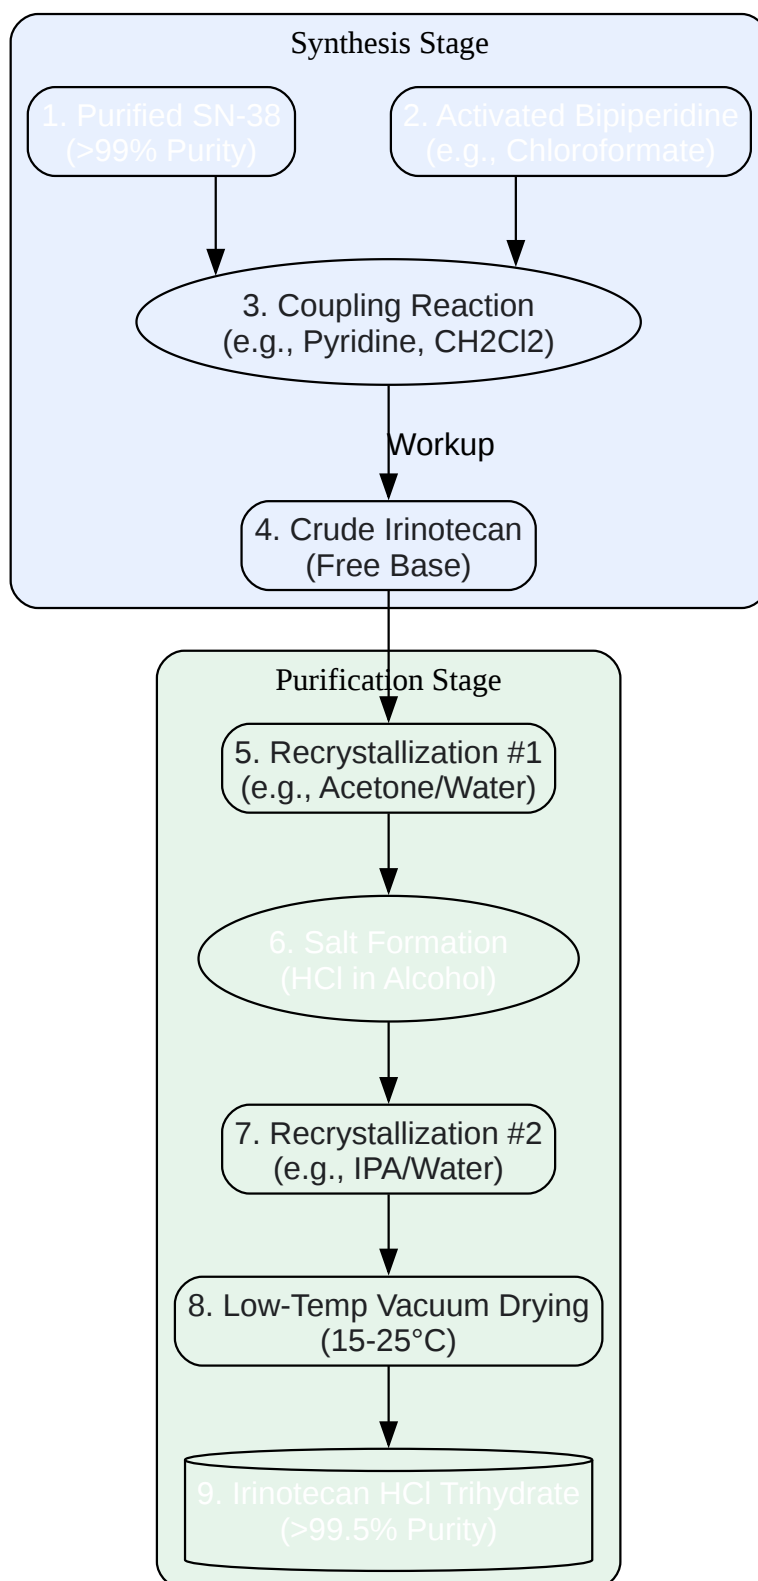 Synthesis Stage
1. Purified SN-38
(>99% Purity)
2. Activated Bipiperidine
(e.g., Chloroformate)
3. Coupling Reaction
(e.g., Pyridine, CH2Cl2)
Workup
4. Crude Irinotecan
(Free Base)
Purification Stage
5. Recrystallization #1
(e.g., Acetone/Water)
6. Salt Formation
(HCl in Alcohol)
7. Recrystallization #2
(e.g., IPA/Water)
8. Low-Temp Vacuum Drying
(15-25°C)
9. Irinotecan HCl Trihydrate
(>99.5% Purity)